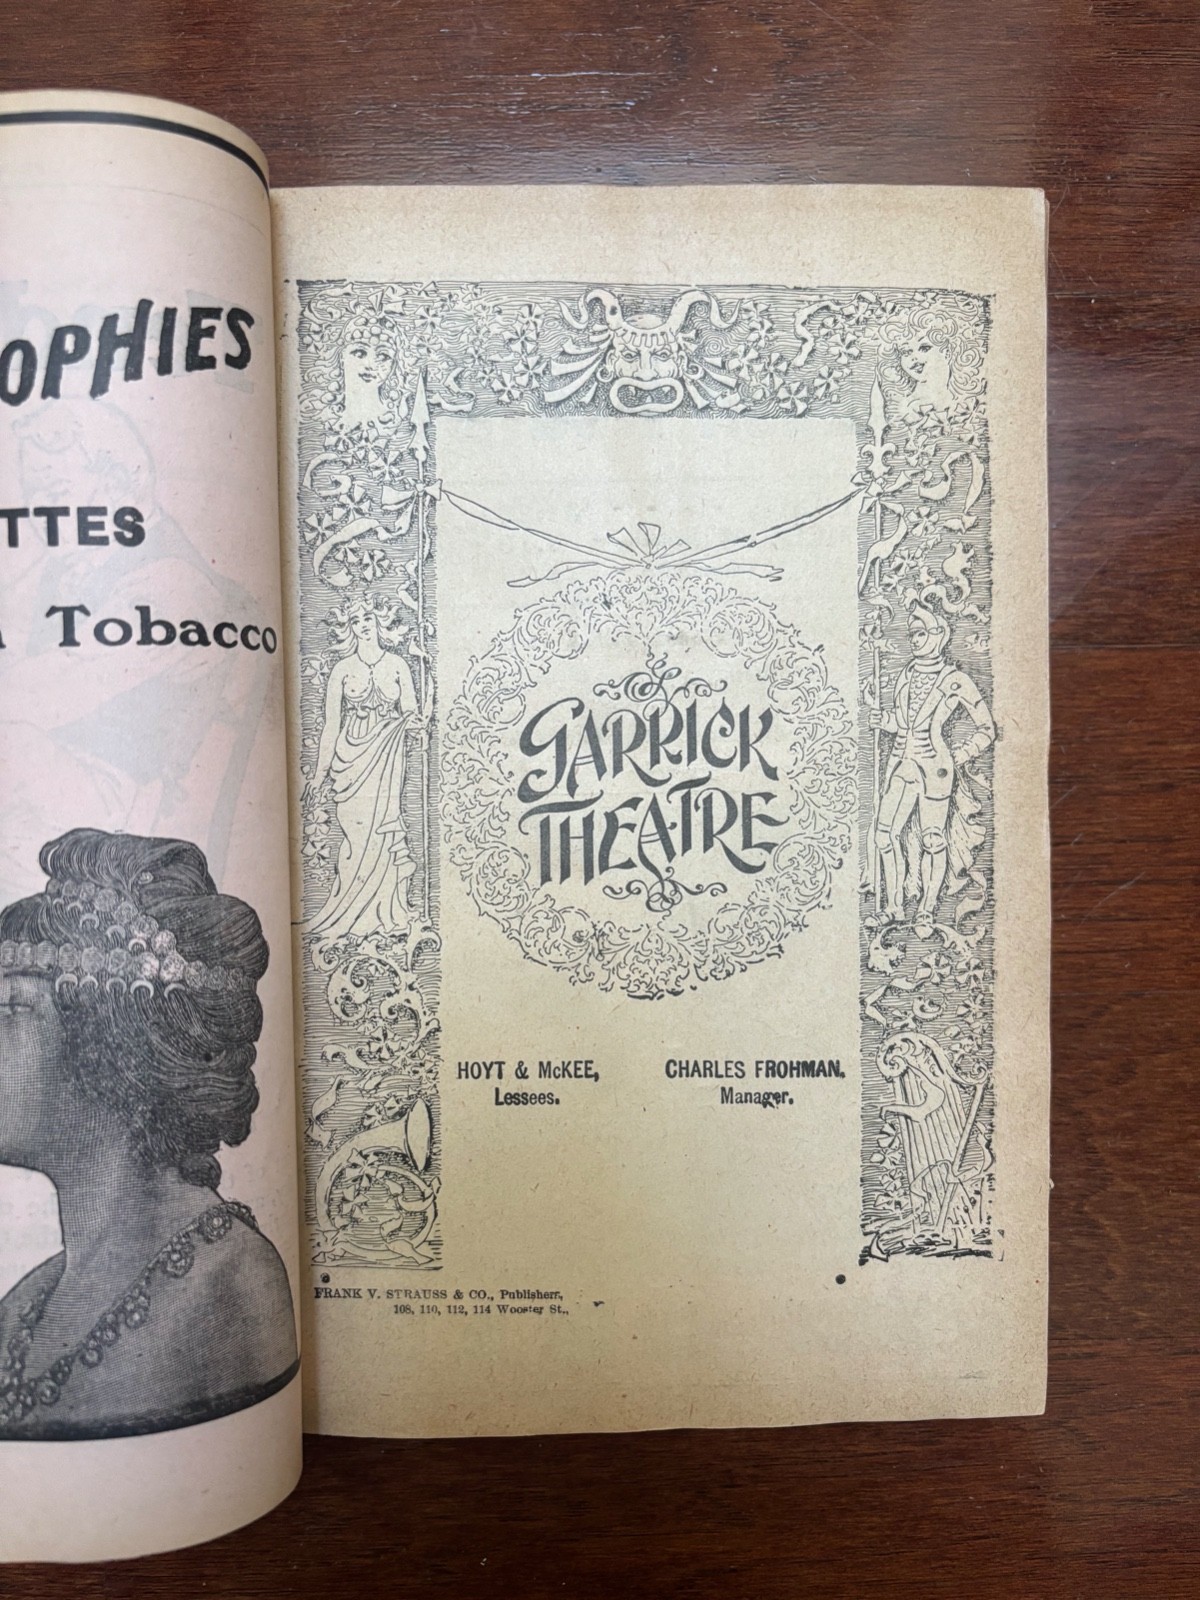 OPHIES
TTES
Tobacco
GARRICK
THEATRE
HOYT & McKEE,
Lessees.
CHARLES FROHMAN,
Manager.
FRANK V. STRAUSS & CO., Publishers,
108, 110, 112, 114 Wooster St.,